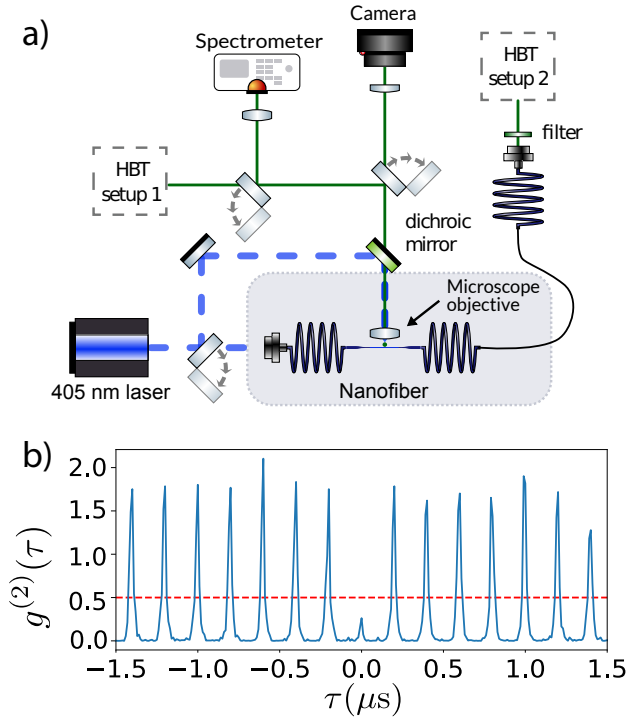 a)
Spectrometer
Camera
HBT
setup 2
filter
HBT
setup 1
dichroic
mirror
Microscope
objective
405 nm laser
Nanofiber
b)
g⁽²⁾(τ)
2.0
1.5
1.0
0.5
0.0
−1.5 −1.0 −0.5 0.0 0.5 1.0 1.5
τ(μs)